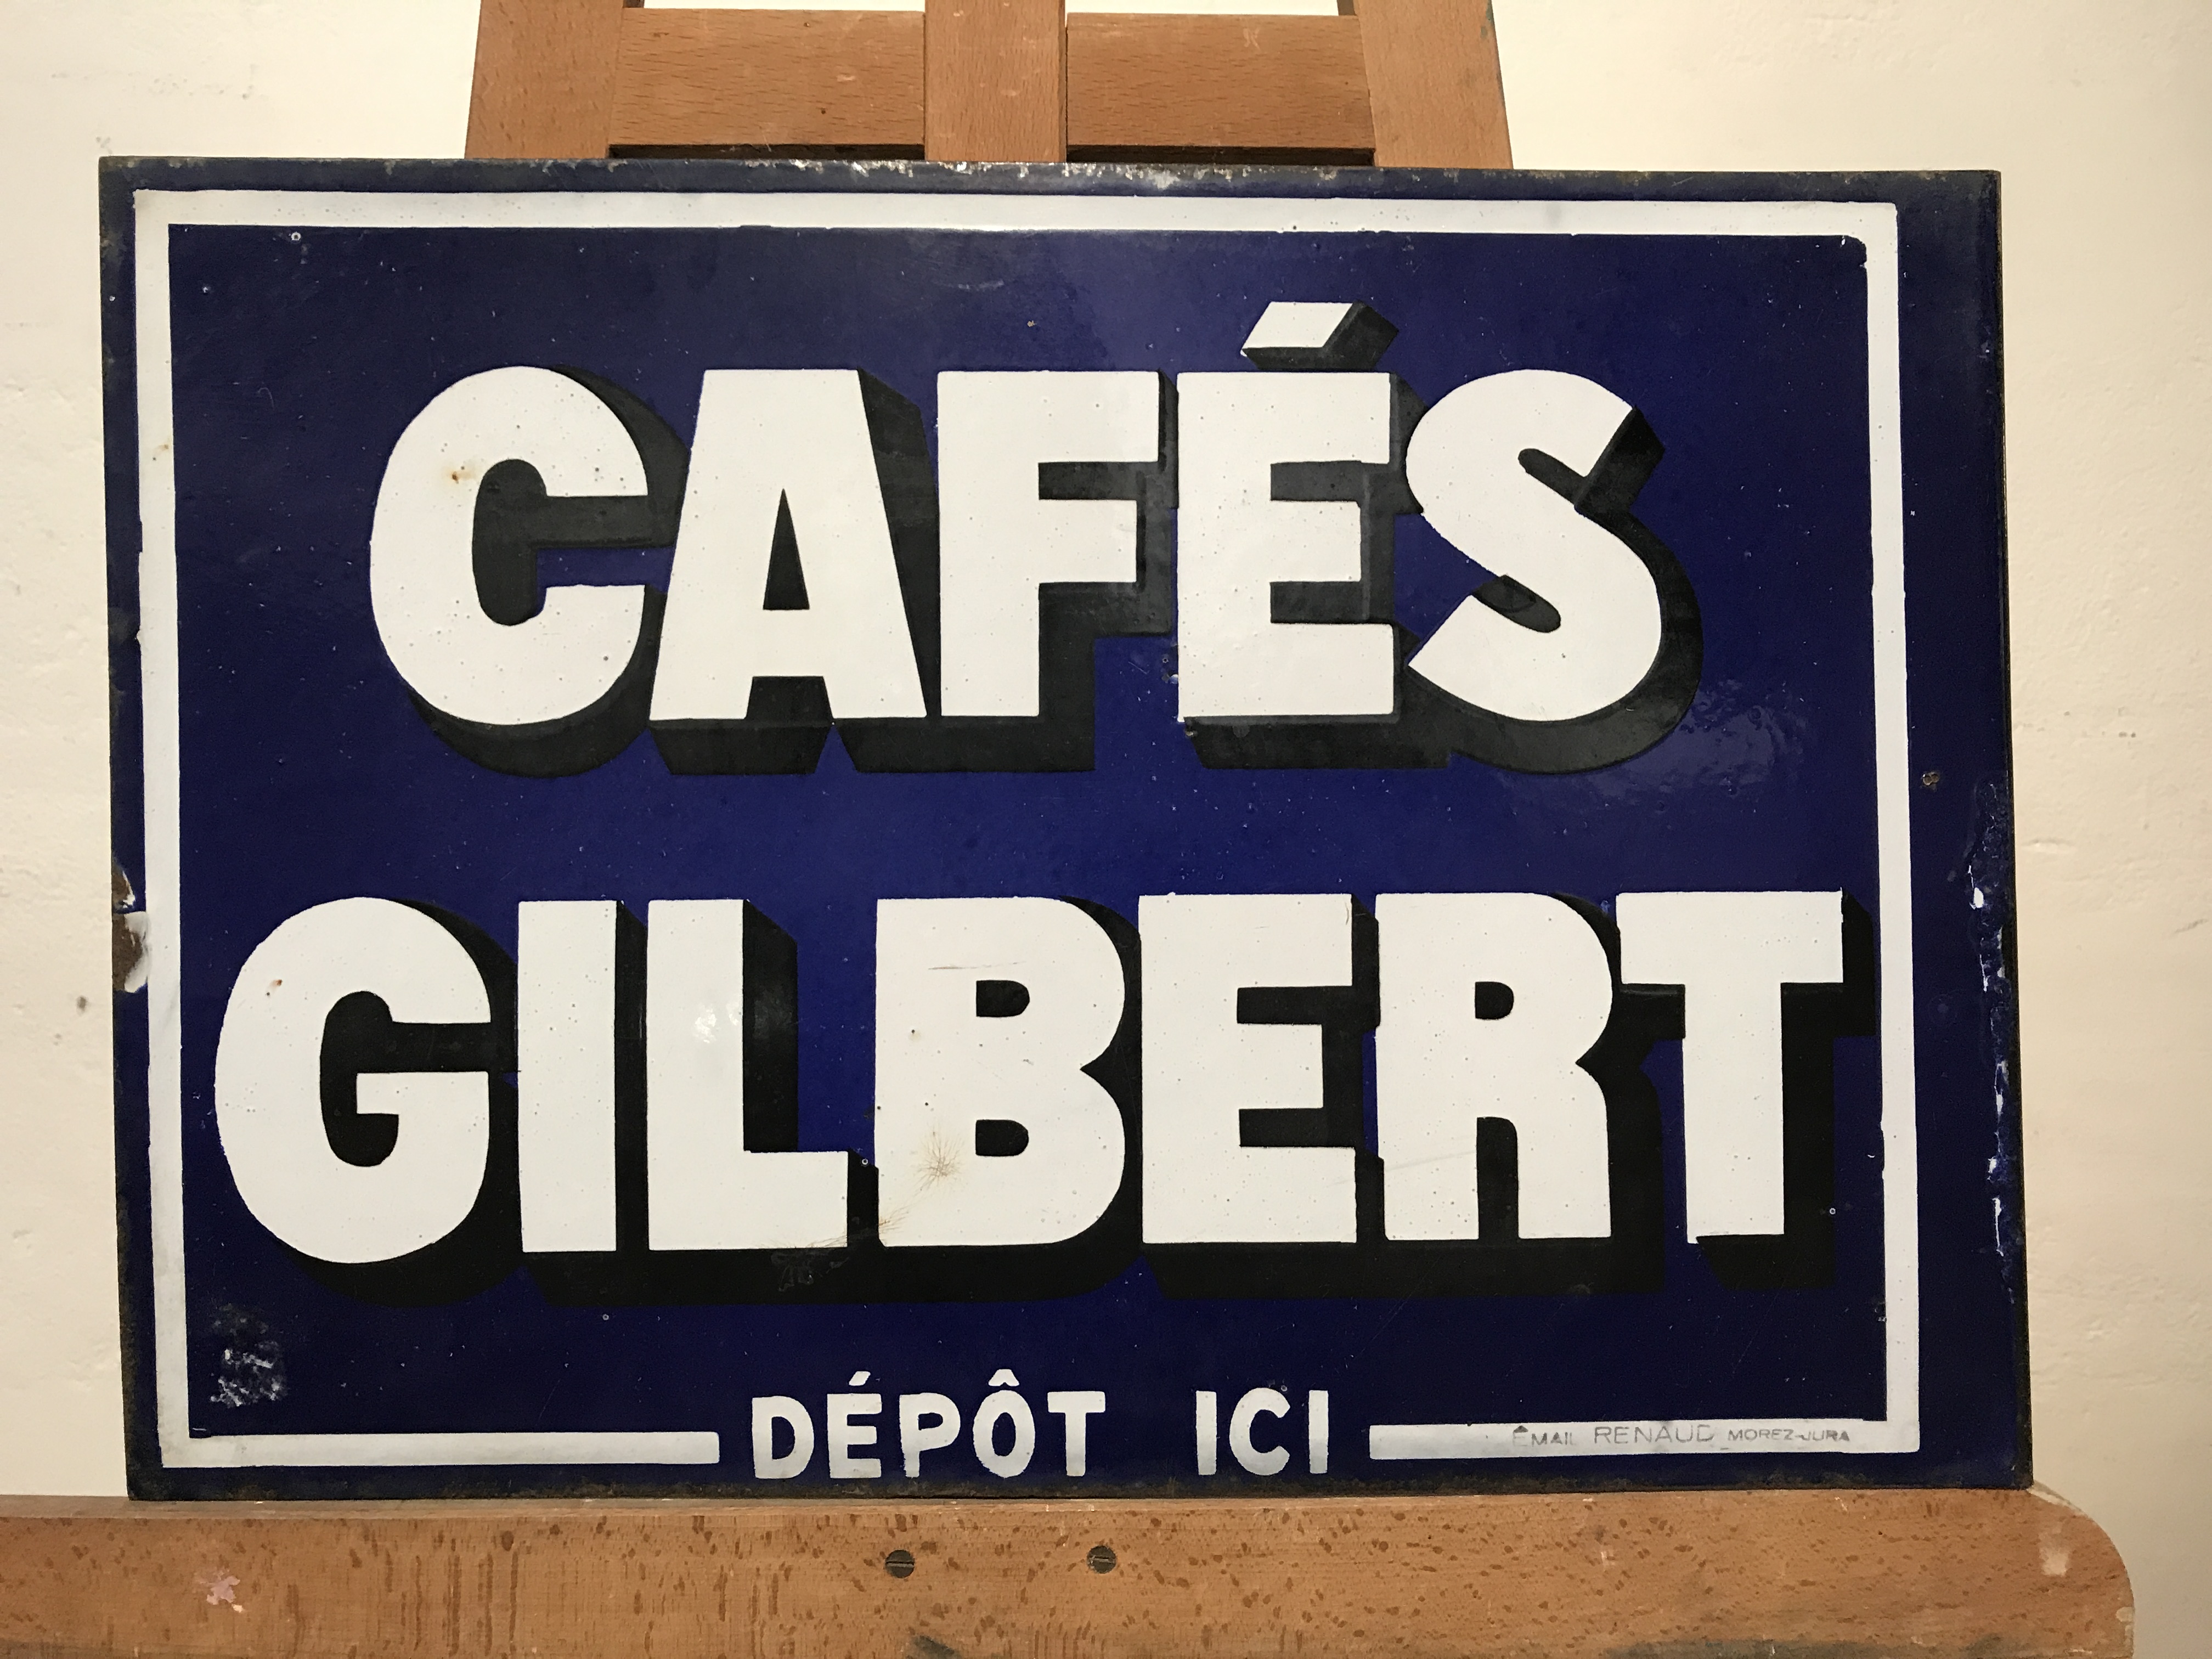 CAFÉS
GILBERT
DÉPÔT ICI
ÉMAIL RENAUD MOREZ-JURA